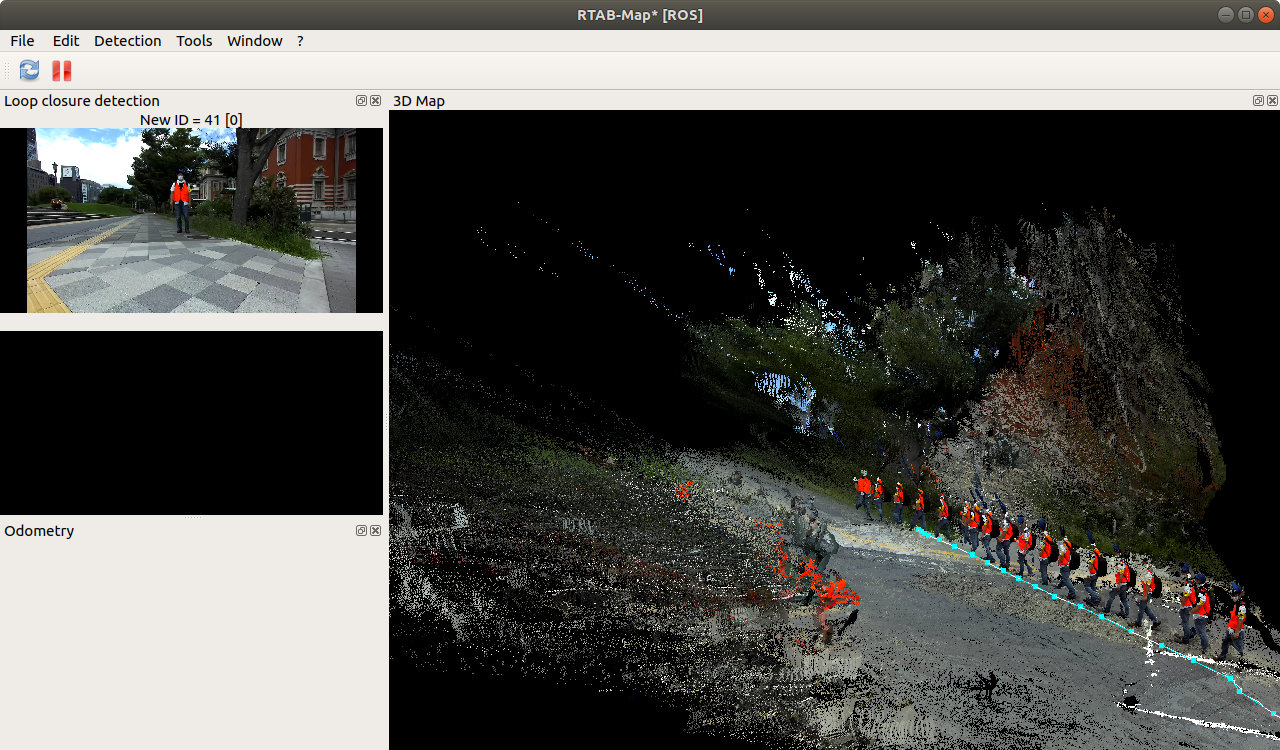 RTAB-Map* [ROS]
File Edit Detection Tools Window ?
Loop closure detection
New ID = 41 [0]
3D Map
Odometry